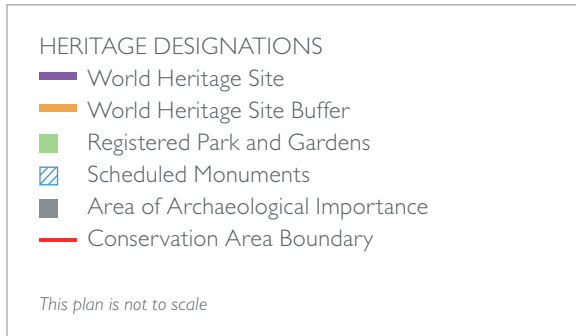 HERITAGE DESIGNATIONS
World Heritage Site
World Heritage Site Buffer
Registered Park and Gardens
Scheduled Monuments
Area of Archaeological Importance
Conservation Area Boundary
This plan is not to scale